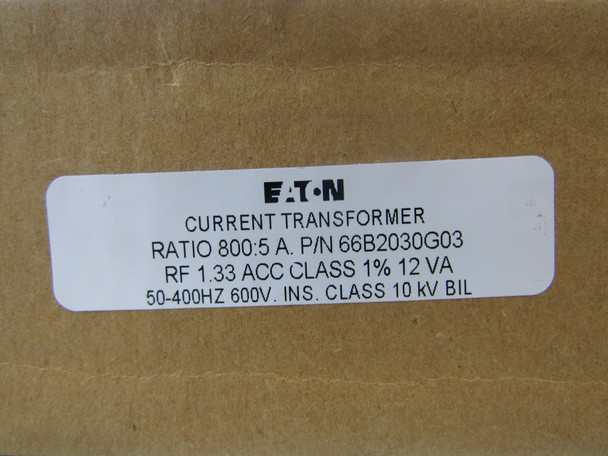 EATON
CURRENT TRANSFORMER
RATIO 800:5 A. P/N 66B2030G03
RF 1.33 ACC CLASS 1% 12 VA
50-400HZ 600V. INS. CLASS 10 kV BIL